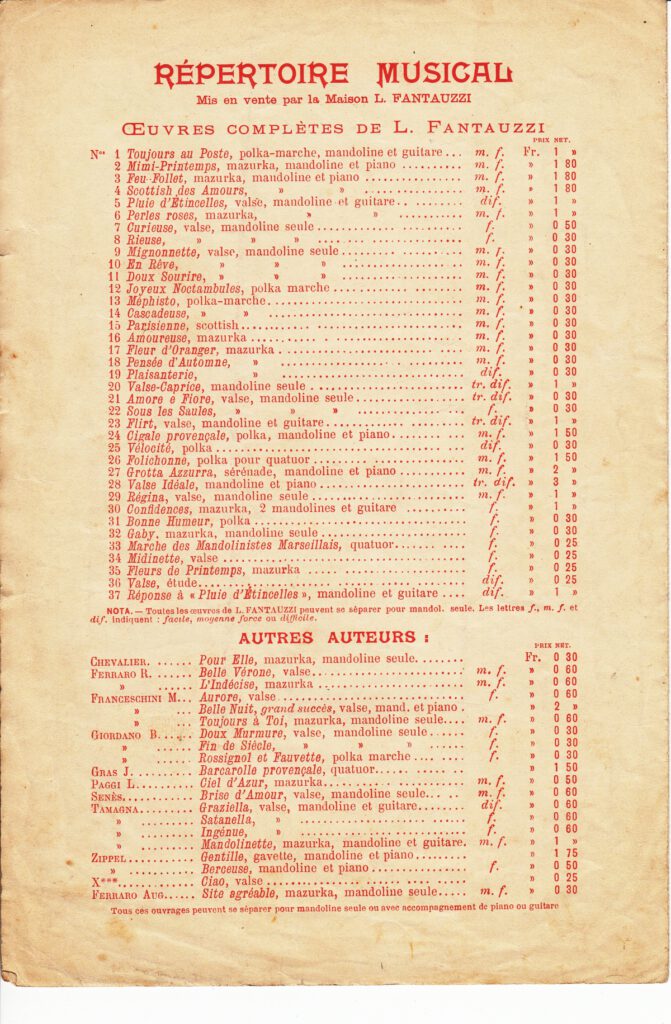 RÉPERTOIRE MUSICAL
Mis en vente par la Maison L. FANTAUZZI
ŒUVRES COMPLÈTES DE L. FANTAUZZI
PRIX NET.
Nos 1 Toujours au Poste, polka-marche, mandoline et guitare ... m. f. Fr. 1 »
2 Mimi-Printemps, mazurka, mandoline et piano ........... m. f. » 1 80
3 Feu Follet, mazurka, mandoline et piano ............... m. f. » 1 80
4 Scottish des Amours, » » ............... m. f. » 1 80
5 Pluie d'Étincelles, valse, mandoline et guitare.. ......... dif. » 1 »
6 Perles roses, mazurka, » » ............ m. f. » 1 »
7 Curieuse, valse, mandoline seule ....................... f. » 0 50
8 Rieuse, » » » ....................... f. » 0 30
9 Mignonnette, valse, mandoline seule .................... m. f. » 0 30
10 En Rêve, » » » .................... m. f. » 0 30
11 Doux Sourire, » » » .................... m. f. » 0 30
12 Joyeux Noctambules, polka marche .................... m. f. » 0 30
13 Méphisto, polka-marche................................ m. f. » 0 30
14 Cascadeuse, » » ................................ m. f. » 0 30
15 Parisienne, scottish.................................... m. f. » 0 30
16 Amoureuse, mazurka .................................. m. f. » 0 30
17 Fleur d'Oranger, mazurka ............................. m. f. » 0 30
18 Pensée d'Automne, » ............................. m. f. » 0 30
19 Plaisanterie, » ............................. dif. » 0 30
20 Valse-Caprice, mandoline seule ......................... tr. dif. » 1 »
21 Amore è Fiore, valse, mandoline seule .................. tr. dif. » 0 30
22 Sous les Saules, » » » .................. f. » 0 30
23 Flirt, valse, mandoline et guitare........................ tr. dif. » 1 »
24 Cigale provençale, polka, mandoline et piano............ m. f. » 1 50
25 Vélocité, polka ........................................ dif. » 0 30
26 Folichonne, polka pour quatuor......................... m. f. » 1 50
27 Grotta Azzurra, sérénade, mandoline et piano ........... m. f. » 2 »
28 Valse Idéale, mandoline et piano ........................ tr. dif. » 3 »
29 Régina, valse, mandoline seule ......................... m. f. » 1 »
30 Confidences, mazurka, 2 mandolines et guitare .......... f. » 1 »
31 Bonne Humeur, polka .................................. f. » 0 30
32 Gaby, mazurka, mandoline seule ........................ f. » 0 30
33 Marche des Mandolinistes Marseillais, quatuor........... f. » 0 25
34 Midinette, valse ........................................ f. » 0 25
35 Fleurs de Printemps, mazurka .......................... f. » 0 25
36 Valse, étude............................................ dif. » 0 25
37 Réponse à « Pluie d'Étincelles », mandoline et guitare .... dif. » 1 »
NOTA. — Toutes les œuvres de L. FANTAUZZI peuvent se séparer pour mandol. seule. Les lettres f., m. f. et
dif. indiquent : facile, moyenne force ou difficile.
AUTRES AUTEURS :
PRIX NET.
CHEVALIER. ...... Pour Elle, mazurka, mandoline seule........ Fr. 0 30
FERRARO R. ...... Belle Vérone, valse......................... m. f. » 0 60
» ...... L'Indécise, mazurka ........................ m. f. » 0 60
FRANCESCHINI M... Aurore, valse .............................. f. » 0 60
» ... Belle Nuit, grand succès, valse, mand. et piano . » 2 »
» ... Toujours à Toi, mazurka, mandoline seule.... m. f. » 0 60
GIORDANO B...... Doux Murmure, valse, mandoline seule ...... f. » 0 30
» ...... Fin de Siècle, » » » ...... f. » 0 30
» ...... Rossignol et Fauvette, polka marche ........ f. » 0 30
GRAS J. .......... Barcarolle provençale, quatuor.............. » 1 50
PAGGI L.......... Ciel d'Azur, mazurka....................... m. f. » 0 50
SENÈS............ Brise d'Amour, valse, mandoline seule.. .. m. f. » 0 60
TAMAGNA........ Graziella, valse, mandoline et guitare........ dif. » 0 60
» ........ Satanella, » ........................ f. » 0 60
» ........ Ingénue, » ........................ f. » 0 60
» ........ Mandolinette, mazurka, mandoline et guitare. m. f. » 1 »
ZIPPEL........... Gentille, gavette, mandoline et piano......... » 1 75
» ........... Berceuse, mandoline et piano ............... f. » 0 50
X***............. Ciao, valse ................................ f. » 0 25
FERRARO AUG...... Site agréable, mazurka, mandoline seule..... m. f. » 0 30
Tous ces ouvrages peuvent se séparer pour mandoline seule ou avec accompagnement de piano ou guitare